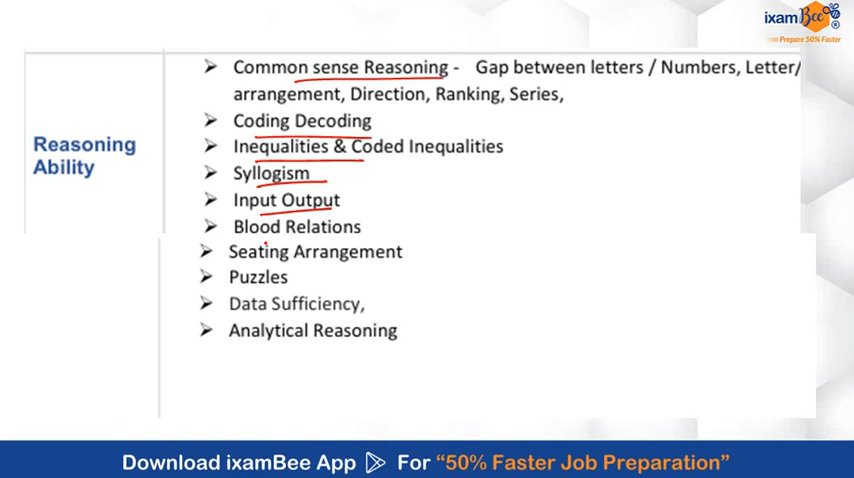 ixamBee
Prepare 50% Faster
Reasoning
Ability
➤ Common sense Reasoning - Gap between letters / Numbers, Letter/
arrangement, Direction, Ranking, Series,
➤ Coding Decoding
➤ Inequalities & Coded Inequalities
➤ Syllogism
➤ Input Output
➤ Blood Relations
➤ Seating Arrangement
➤ Puzzles
➤ Data Sufficiency,
➤ Analytical Reasoning
Download ixamBee App For “50% Faster Job Preparation”